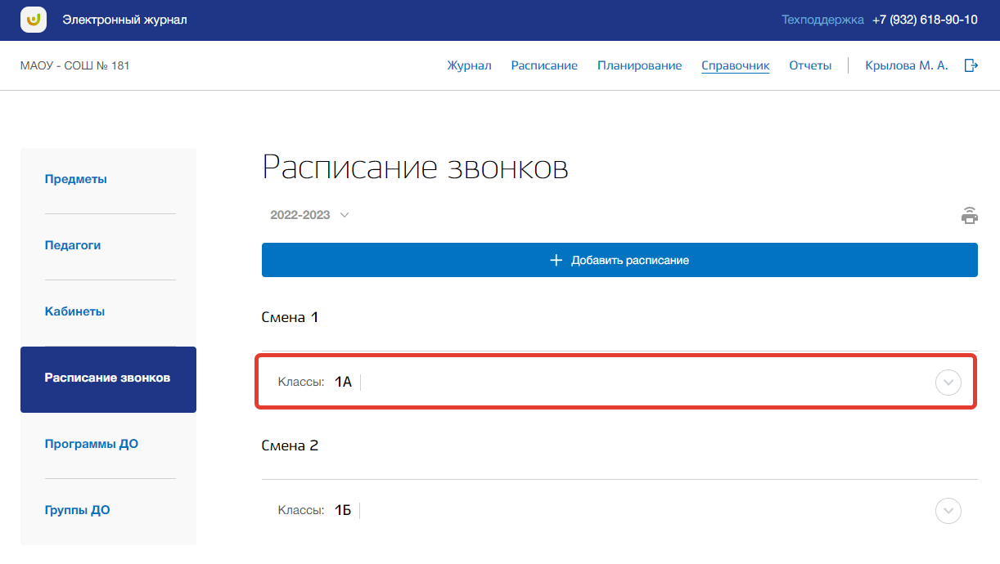 Электронный журнал
Техподдержка +7 (932) 618-90-10
МАОУ - СОШ № 181
Журнал Расписание Планирование Справочник Отчеты Крылова М. А.
Предметы
Педагоги
Кабинеты
Расписание звонков
Программы ДО
Группы ДО
Расписание звонков
2022-2023
Добавить расписание
Смена 1
Классы: 1А
Смена 2
Классы: 1Б